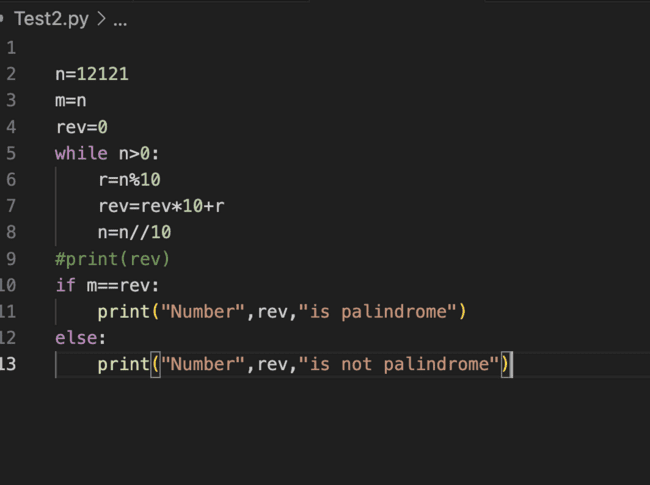 Test2.py > ...
1
2 n=12121
3 m=n
4 rev=0
5 while n>0:
6     r=n%10
7     rev=rev*10+r
8     n=n//10
9 #print(rev)
10 if m==rev:
11     print("Number",rev,"is palindrome")
12 else:
13     print("Number",rev,"is not palindrome")